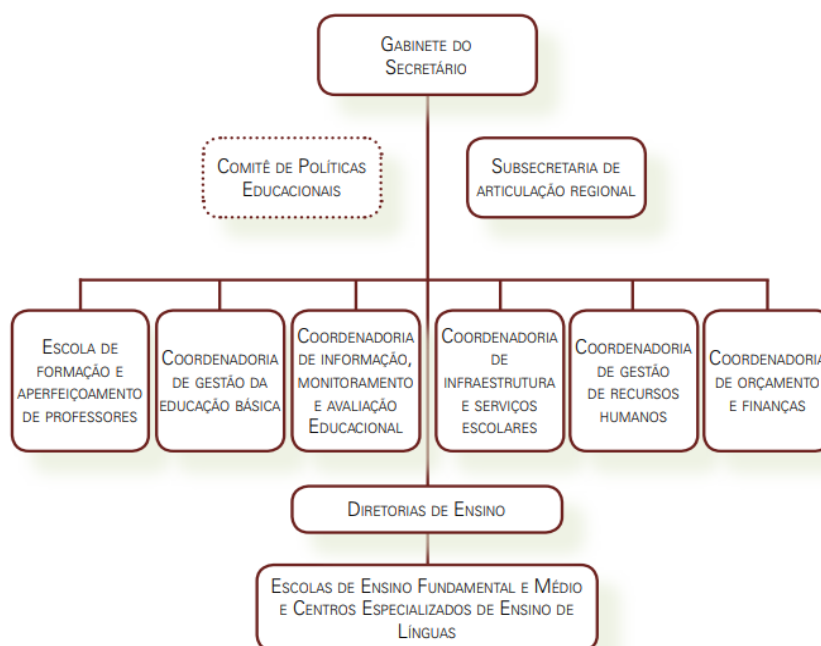 Gabinete do
Secretário
Comitê de Políticas
Educacionais
Subsecretaria de
articulação regional
Escola de
formação e
aperfeiçoamento
de professores
Coordenadoria
de gestão da
educação básica
Coordenadoria
de informação,
monitoramento
e avaliação
Educacional
Coordenadoria
de
infraestrutura
e serviços
escolares
Coordenadoria
de gestão
de recursos
humanos
Coordenadoria
de orçamento
e finanças
Diretorias de Ensino
Escolas de Ensino Fundamental e Médio
e Centros Especializados de Ensino de
Línguas